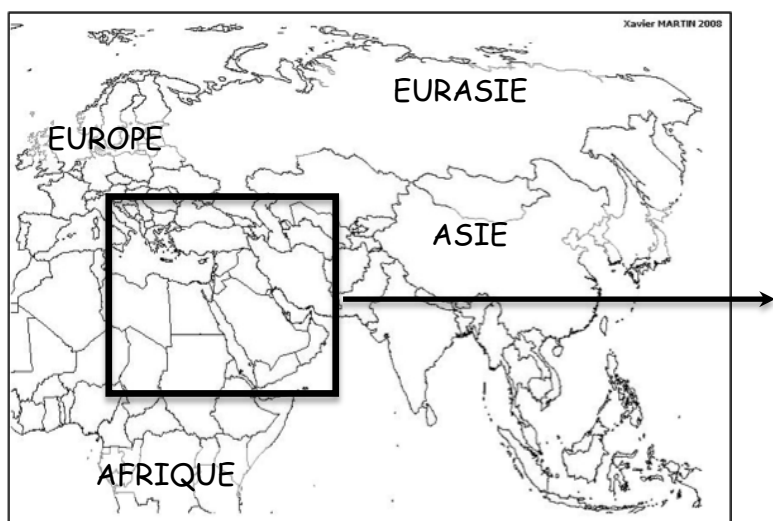 Xavier MARTIN 2008
EURASIE
EUROPE
ASIE
AFRIQUE